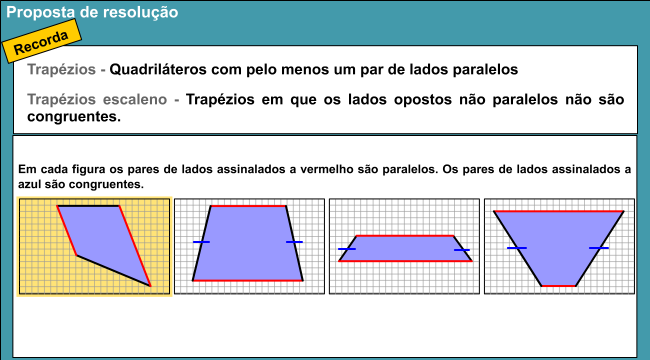 Proposta de resolução
Recorda
Trapézios - Quadriláteros com pelo menos um par de lados paralelos
Trapézios escaleno - Trapézios em que os lados opostos não paralelos não são
congruentes.
Em cada figura os pares de lados assinalados a vermelho são paralelos. Os pares de lados assinalados a
azul são congruentes.